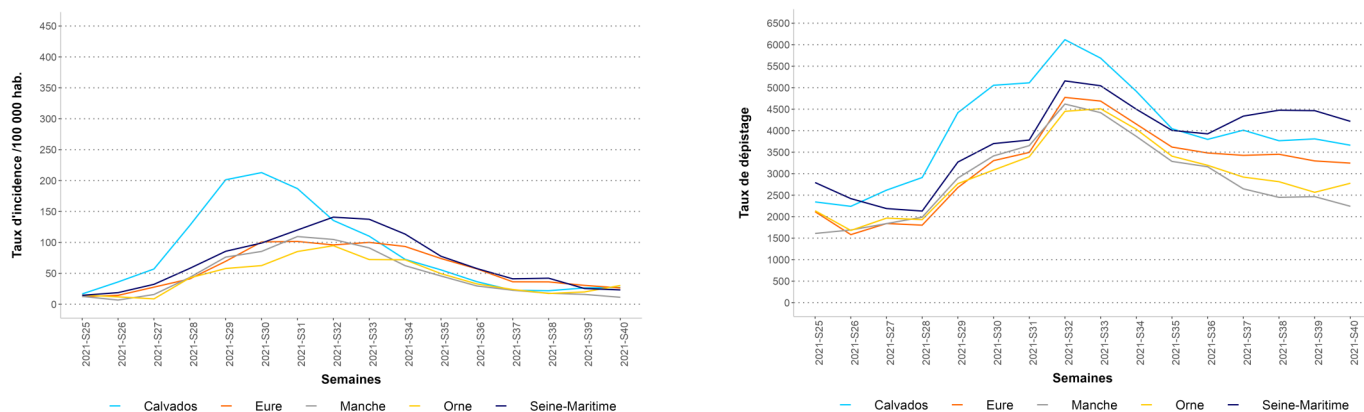 Taux d'incidence /100 000 hab.
450
400
350
300
250
200
150
100
50
0
2021-S25
2021-S26
2021-S27
2021-S28
2021-S29
2021-S30
2021-S31
2021-S32
2021-S33
2021-S34
2021-S35
2021-S36
2021-S37
2021-S38
2021-S39
2021-S40
Semaines
Calvados Eure Manche Orne Seine-Maritime
Taux de dépistage
6500
6000
5500
5000
4500
4000
3500
3000
2500
2000
1500
1000
500
0
2021-S25
2021-S26
2021-S27
2021-S28
2021-S29
2021-S30
2021-S31
2021-S32
2021-S33
2021-S34
2021-S35
2021-S36
2021-S37
2021-S38
2021-S39
2021-S40
Semaines
Calvados Eure Manche Orne Seine-Maritime